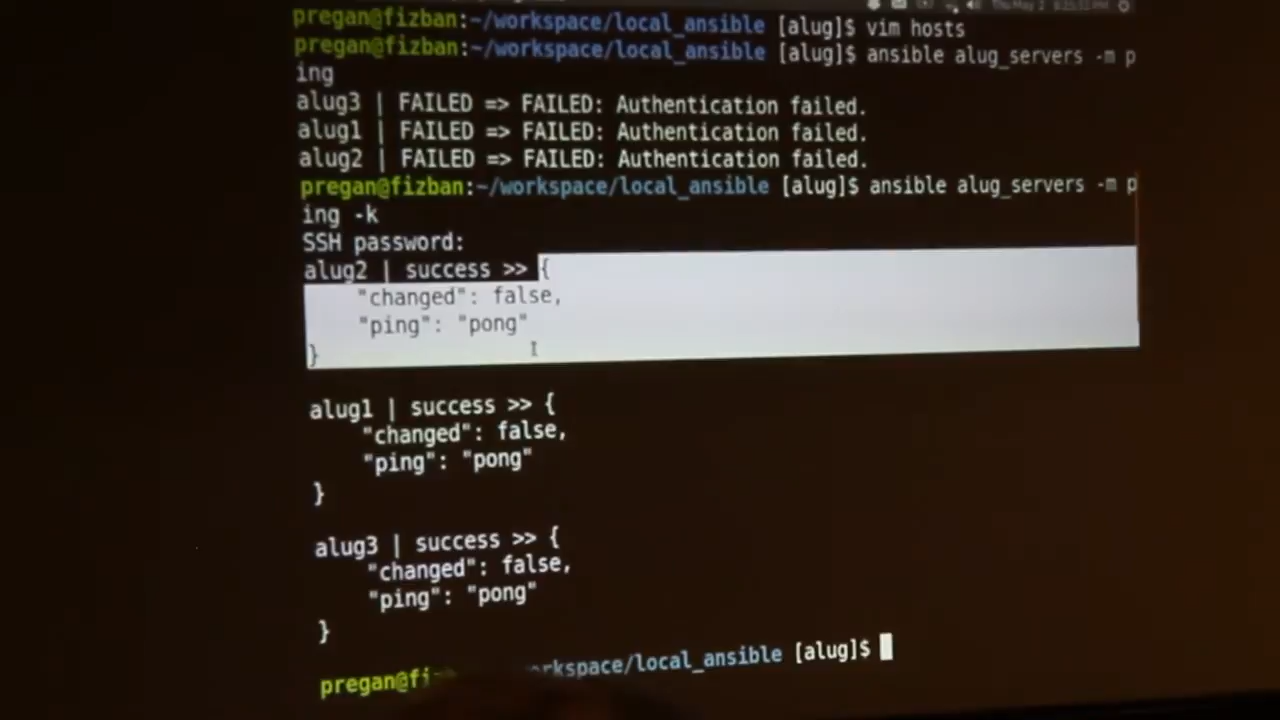 pregan@fizban:~/workspace/local_ansible [alug]$ vim hosts
pregan@fizban:~/workspace/local_ansible [alug]$ ansible alug_servers -m p
ing
alug3 | FAILED => FAILED: Authentication failed.
alug1 | FAILED => FAILED: Authentication failed.
alug2 | FAILED => FAILED: Authentication failed.
pregan@fizban:~/workspace/local_ansible [alug]$ ansible alug_servers -m p
ing -k
SSH password:
alug2 | success >> {
    "changed": false,
    "ping": "pong"
}
alug1 | success >> {
    "changed": false,
    "ping": "pong"
}
alug3 | success >> {
    "changed": false,
    "ping": "pong"
}
pregan@fi orkspace/local_ansible [alug]$